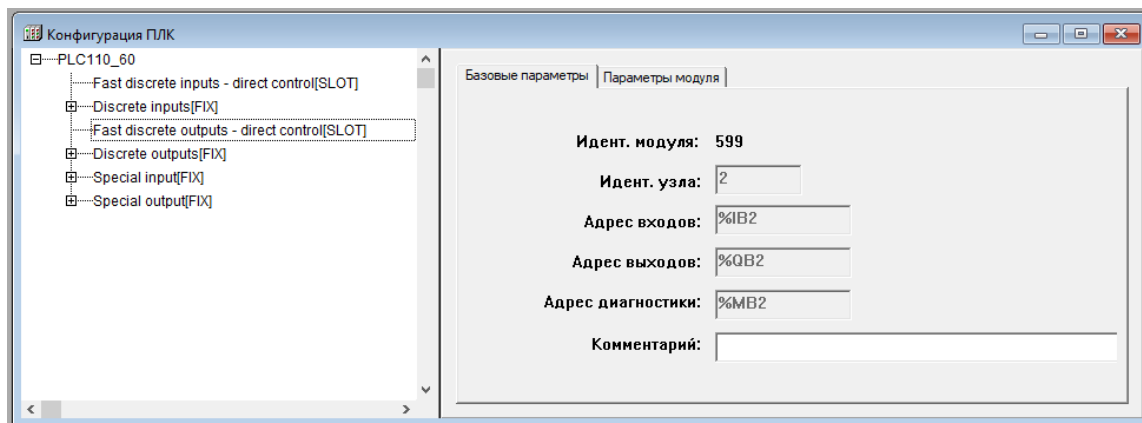 Конфигурация ПЛК
PLC110_60
Fast discrete inputs - direct control[SLOT]
Discrete inputs[FIX]
Fast discrete outputs - direct control[SLOT]
Discrete outputs[FIX]
Special input[FIX]
Special output[FIX]
Базовые параметры Параметры модуля
Идент. модуля: 599
Идент. узла: 2
Адрес входов: %IB2
Адрес выходов: %QB2
Адрес диагностики: %MB2
Комментарий: